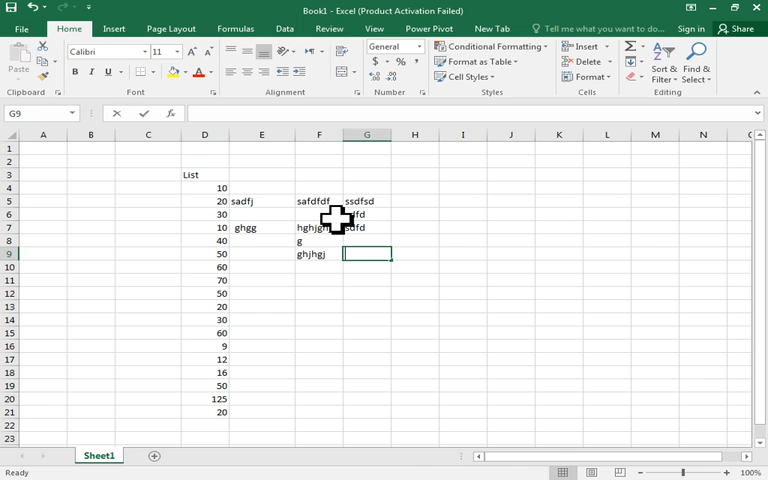 Book1 - Excel (Product Activation Failed)
File Home Insert Page Layout Formulas Data Review View Power Pivot New Tab Tell me what you want to do... Sign in Share
Paste Calibri 11 A A General Conditional Formatting Insert Σ
B I U A $ % , Format as Table Delete Sort & Filter Find & Select
Cell Styles Format
Clipboard Font Alignment Number Styles Cells Editing
G9 fx
A B C D E F G H I J K L M N
1
2
3 List
4 10
5 20 sadfj safdfdf ssdfsd
6 30
7 10 ghgg sdfd
8 40 g
9 50 ghjhgj
10 60
11 70
12 50
13 20
14 30
15 60
16 9
17 12
18 16
19 50
20 125
21 20
22
23
Sheet1
Ready 100%